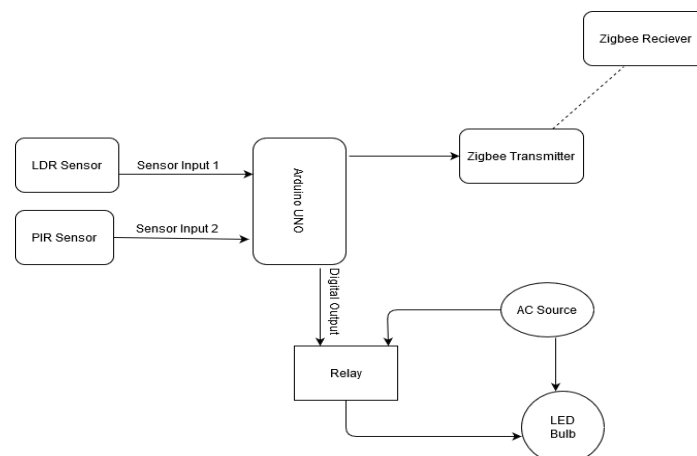 Zigbee Reciever
LDR Sensor
Sensor Input 1
Arduino UNO
Zigbee Transmitter
PIR Sensor
Sensor Input 2
Digital Output
AC Source
Relay
LED
Bulb